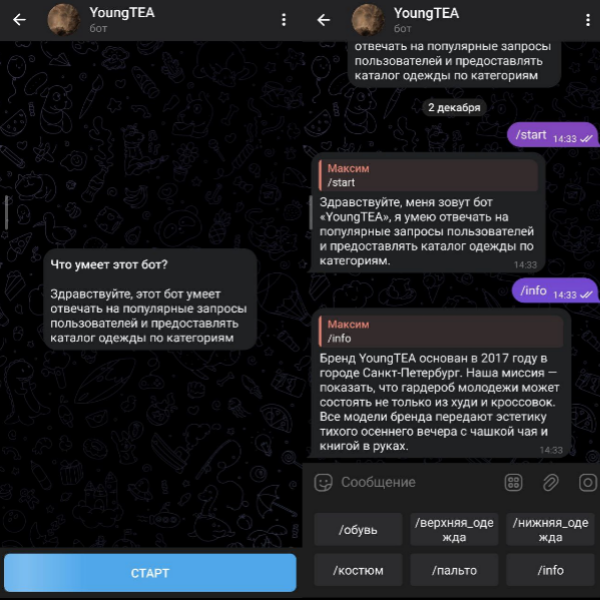 YoungTEA
бот
Что умеет этот бот?
Здравствуйте, этот бот умеет
отвечать на популярные запросы
пользователей и предоставлять
каталог одежды по категориям
СТАРТ
YoungTEA
бот
отвечать на популярные запросы
пользователей и предоставлять
каталог одежды по категориям
2 декабря
/start 14:33
Максим
/start
Здравствуйте, меня зовут бот
«YoungTEA», я умею отвечать на
популярные запросы пользователей
и предоставлять каталог одежды по
категориям.
14:33
/info 14:33
Максим
/info
Бренд YoungTEA основан в 2017 году в
городе Санкт-Петербург. Наша миссия —
показать, что гардероб молодежи может
состоять не только из худи и кроссовок.
Все модели бренда передают эстетику
тихого осеннего вечера с чашкой чая и
книгой в руках.
14:33
Сообщение
/обувь
/верхняя_оде
жда
/нижняя_оде
жда
/костюм
/пальто
/info